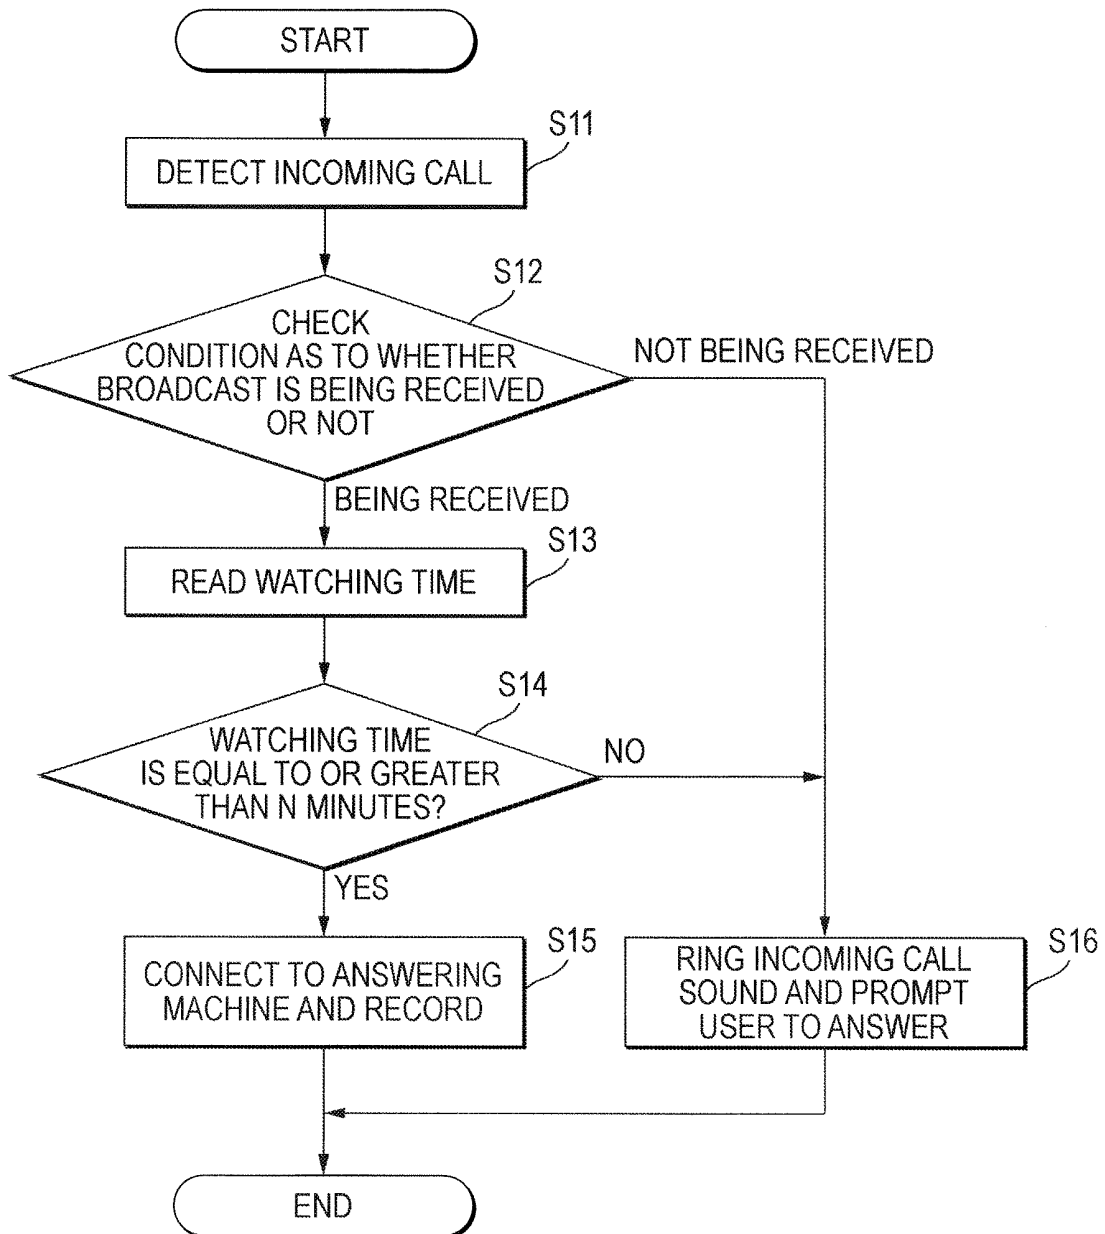 START
S11
DETECT INCOMING CALL
S12
CHECK
CONDITION AS TO WHETHER
BROADCAST IS BEING RECEIVED
OR NOT
NOT BEING RECEIVED
BEING RECEIVED
S13
READ WATCHING TIME
S14
WATCHING TIME
IS EQUAL TO OR GREATER
THAN N MINUTES?
NO
YES
S15
CONNECT TO ANSWERING
MACHINE AND RECORD
S16
RING INCOMING CALL
SOUND AND PROMPT
USER TO ANSWER
END